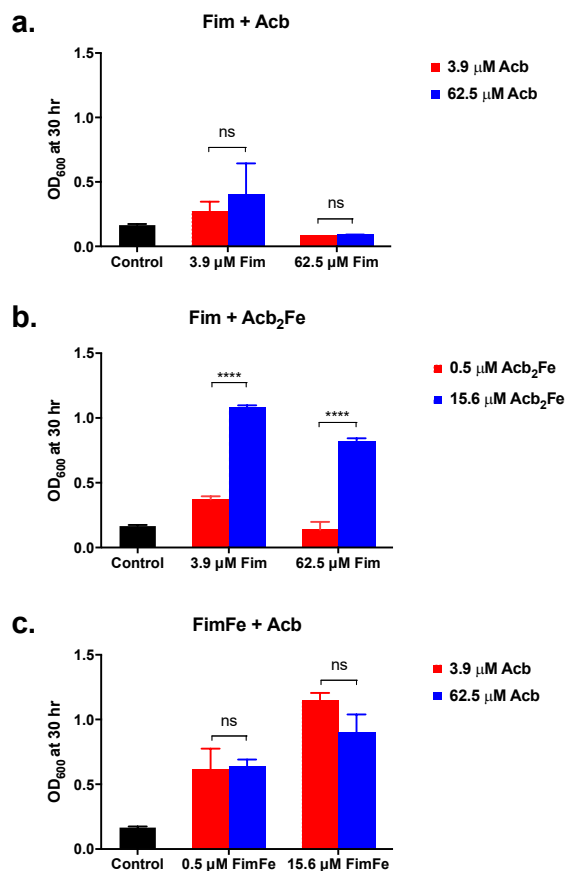 a.
Fim + Acb
OD₆₀₀ at 30 hr
1.5
1.0
0.5
0.0
ns
ns
Control
3.9 µM Fim
62.5 µM Fim
3.9 µM Acb
62.5 µM Acb
b.
Fim + Acb₂Fe
OD₆₀₀ at 30 hr
1.5
1.0
0.5
0.0
****
****
Control
3.9 µM Fim
62.5 µM Fim
0.5 µM Acb₂Fe
15.6 µM Acb₂Fe
c.
FimFe + Acb
OD₆₀₀ at 30 hr
1.5
1.0
0.5
0.0
ns
ns
Control
0.5 µM FimFe
15.6 µM FimFe
3.9 µM Acb
62.5 µM Acb